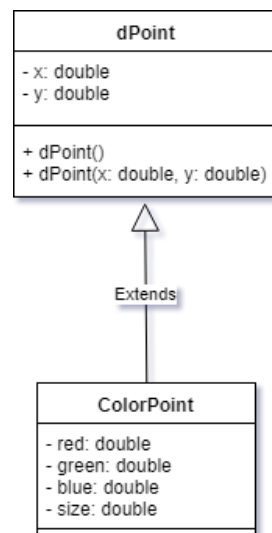 dPoint
- x: double
- y: double
+ dPoint()
+ dPoint(x: double, y: double)
Extends
ColorPoint
- red: double
- green: double
- blue: double
- size: double